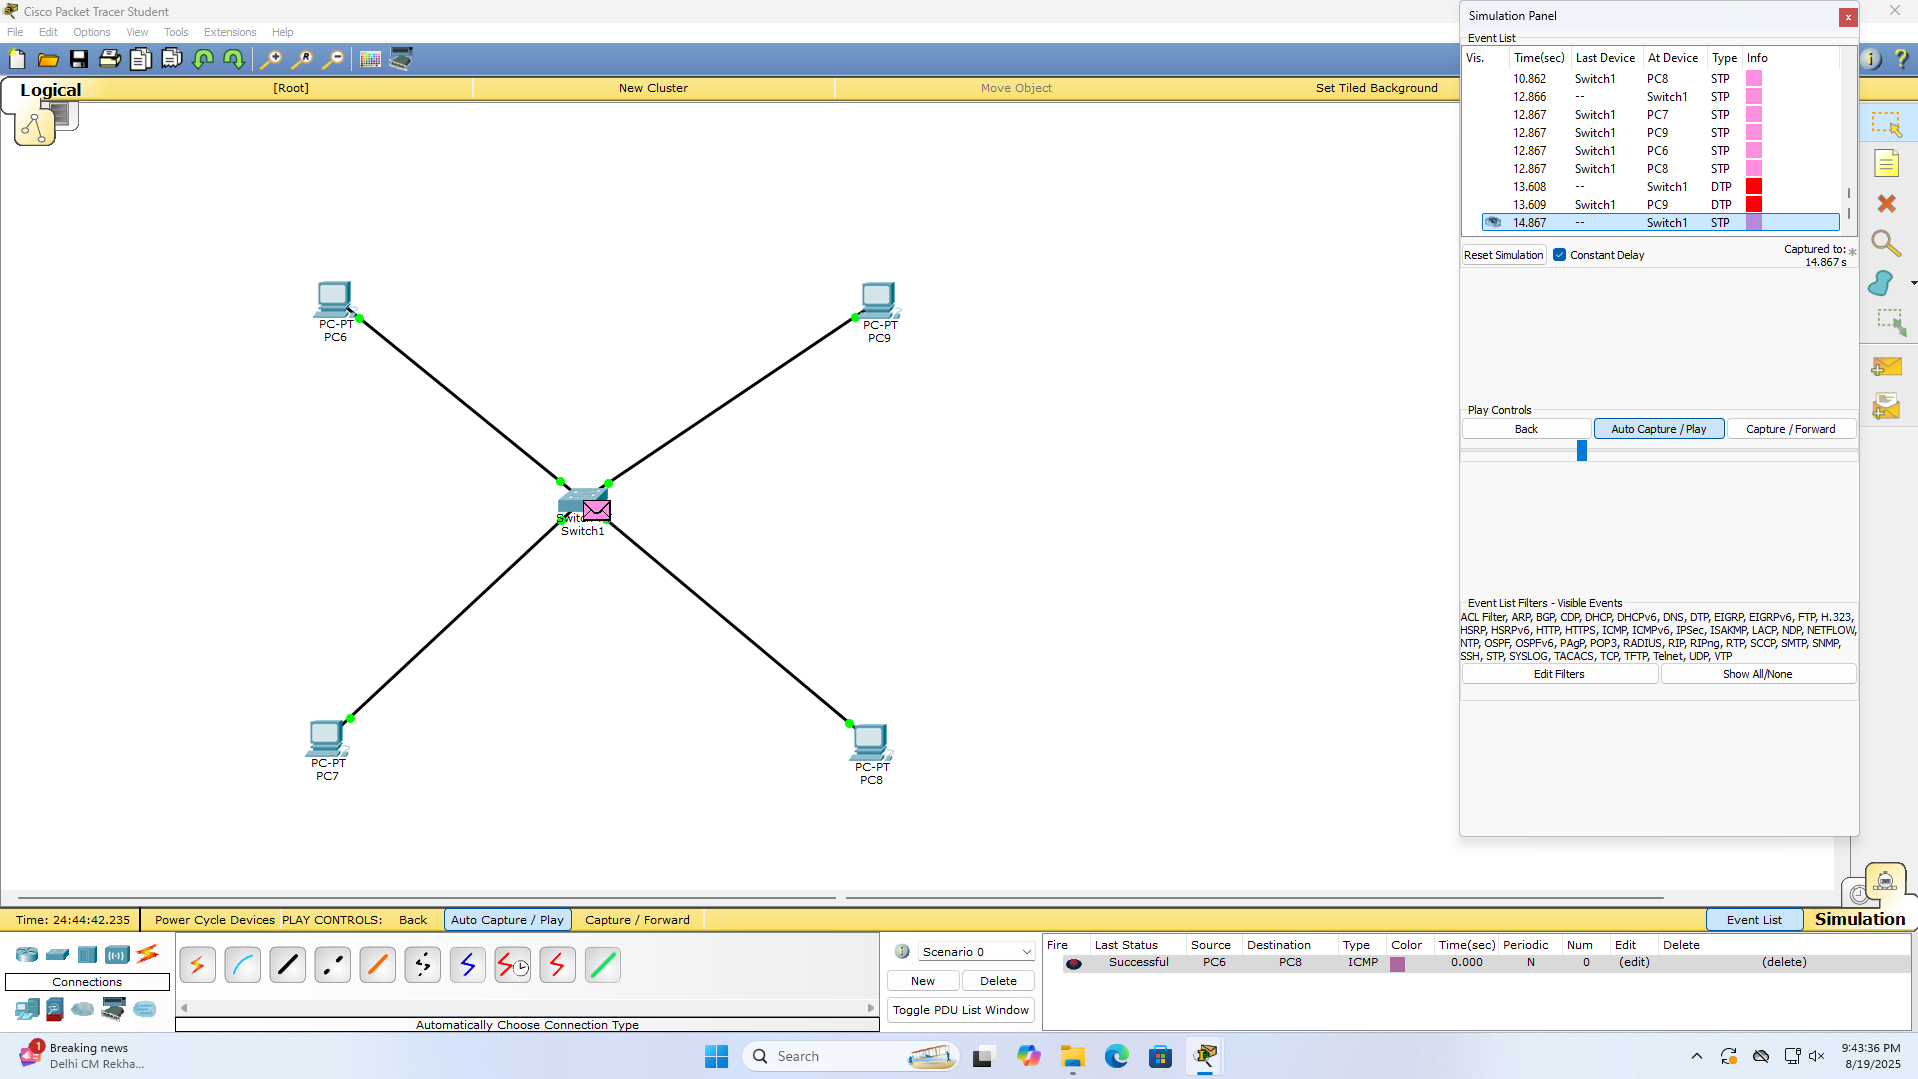 Cisco Packet Tracer Student
File Edit Options View Tools Extensions Help
Logical [Root] New Cluster Move Object Set Tiled Background
PC-PT
PC6
PC-PT
PC9
Switch1
PC-PT
PC7
PC-PT
PC8
Simulation Panel
Event List
Vis. Time(sec) Last Device At Device Type Info
10.862 Switch1 PC8 STP
12.866 -- Switch1 STP
12.867 Switch1 PC7 STP
12.867 Switch1 PC9 STP
12.867 Switch1 PC6 STP
12.867 Switch1 PC8 STP
13.608 -- Switch1 DTP
13.609 Switch1 PC9 DTP
14.867 -- Switch1 STP
Reset Simulation Constant Delay Captured to: *
14.867 s
Play Controls
Back Auto Capture / Play Capture / Forward
Event List Filters - Visible Events
ACL Filter, ARP, BGP, CDP, DHCP, DHCPv6, DNS, DTP, EIGRP, EIGRPv6, FTP, H.323,
HSRP, HSRPv6, HTTP, HTTPS, ICMP, ICMPv6, IPSec, ISAKMP, LACP, NDP, NETFLOW,
NTP, OSPF, OSPFv6, PAgP, POP3, RADIUS, RIP, RIPng, RTP, SCCP, SMTP, SNMP,
SSH, STP, SYSLOG, TACACS, TCP, TFTP, Telnet, UDP, VTP
Edit Filters Show All/None
Time: 24:44:42.235 Power Cycle Devices PLAY CONTROLS: Back Auto Capture / Play Capture / Forward Event List Simulation
Connections
Automatically Choose Connection Type
Scenario 0
New Delete
Toggle PDU List Window
Fire Last Status Source Destination Type Color Time(sec) Periodic Num Edit Delete
Successful PC6 PC8 ICMP 0.000 N 0 (edit) (delete)
1
Breaking news
Delhi CM Rekha...
Search
9:43:36 PM
8/19/2025